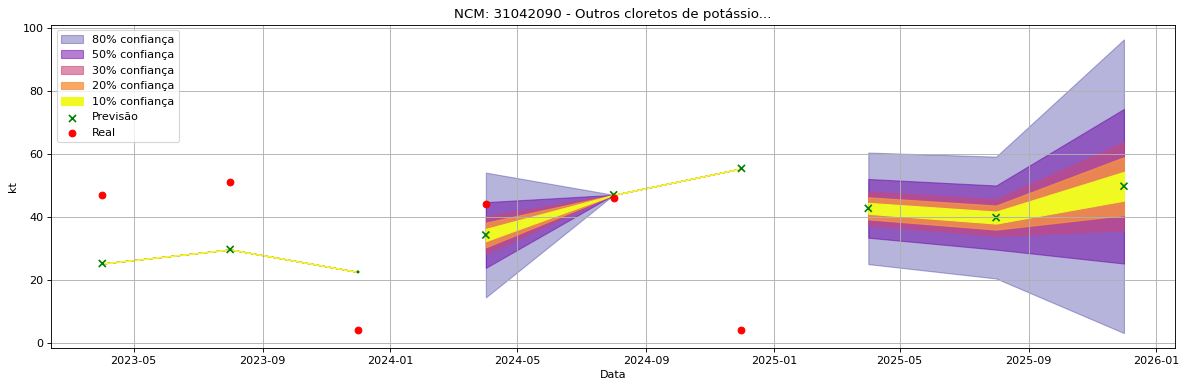 NCM: 31042090 - Outros cloretos de potássio...
80% confiança
50% confiança
30% confiança
20% confiança
10% confiança
Previsão
Real
100
80
60
40
20
0
kt
2023-05
2023-09
2024-01
2024-05
2024-09
2025-01
2025-05
2025-09
2026-01
Data